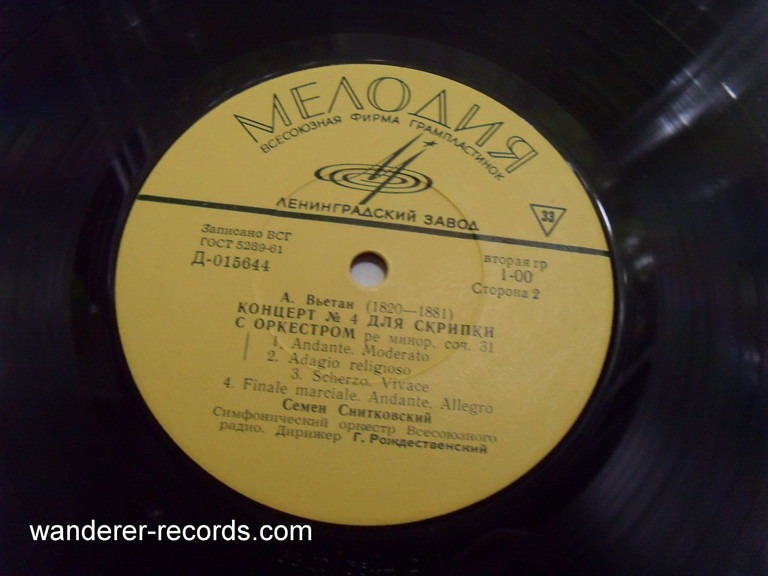 МЕЛОДИЯ
ВСЕСОЮЗНАЯ ФИРМА ГРАМПЛАСТИНОК
ЛЕНИНГРАДСКИЙ ЗАВОД
33
Записано ВСГ
ГОСТ 5289-61
Д-015644
вторая гр
1-00
Сторона 2
А. Вьетан (1820—1881)
КОНЦЕРТ № 4 ДЛЯ СКРИПКИ
С ОРКЕСТРОМ ре минор, соч. 31
1. Andante. Moderato
2. Adagio religioso
3. Scherzo. Vivace
4. Finale marciale. Andante, Allegro
Семен Снитковский
Симфонический оркестр Всесоюзного
радио. Дирижер Г. Рождественский
wanderer-records.com